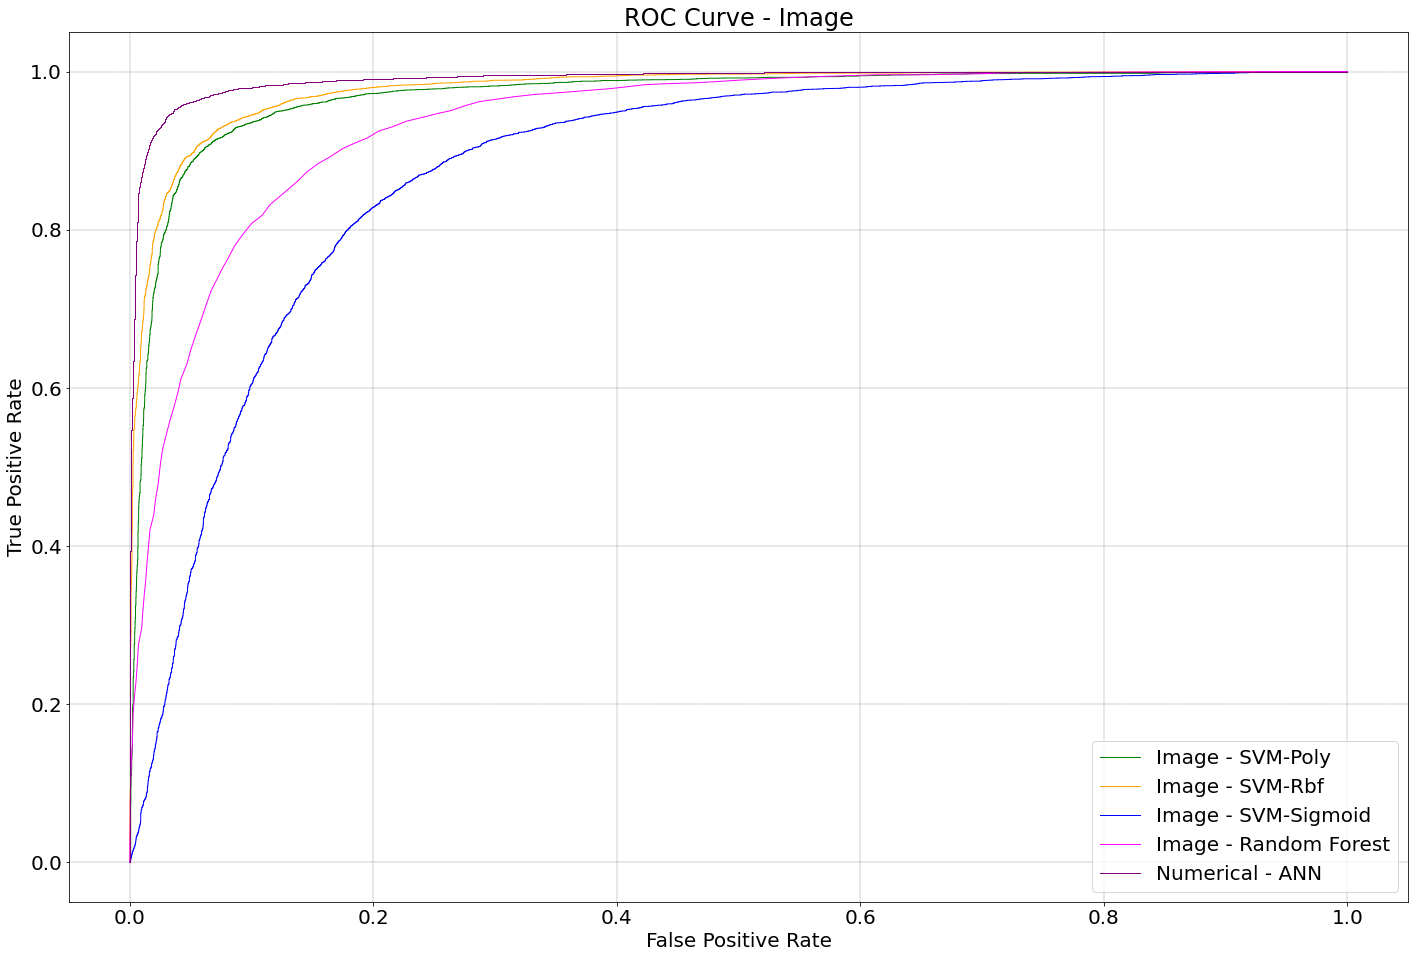 ROC Curve - Image
True Positive Rate
1.0
0.8
0.6
0.4
0.2
0.0
Image - SVM-Poly
Image - SVM-Rbf
Image - SVM-Sigmoid
Image - Random Forest
Numerical - ANN
0.0 0.2 0.4 0.6 0.8 1.0
False Positive Rate